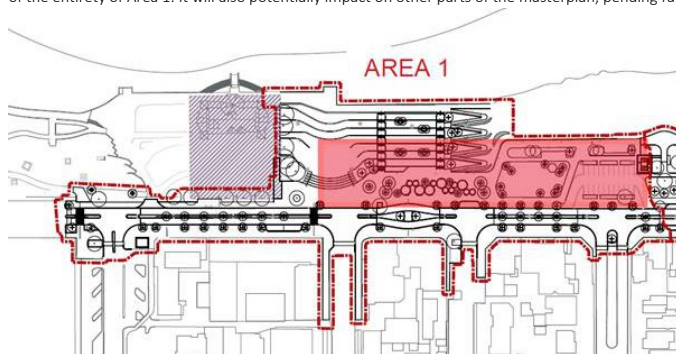 of the entirety of Area 1. It will also potentially impact on other parts of the masterplan, pending
AREA 1